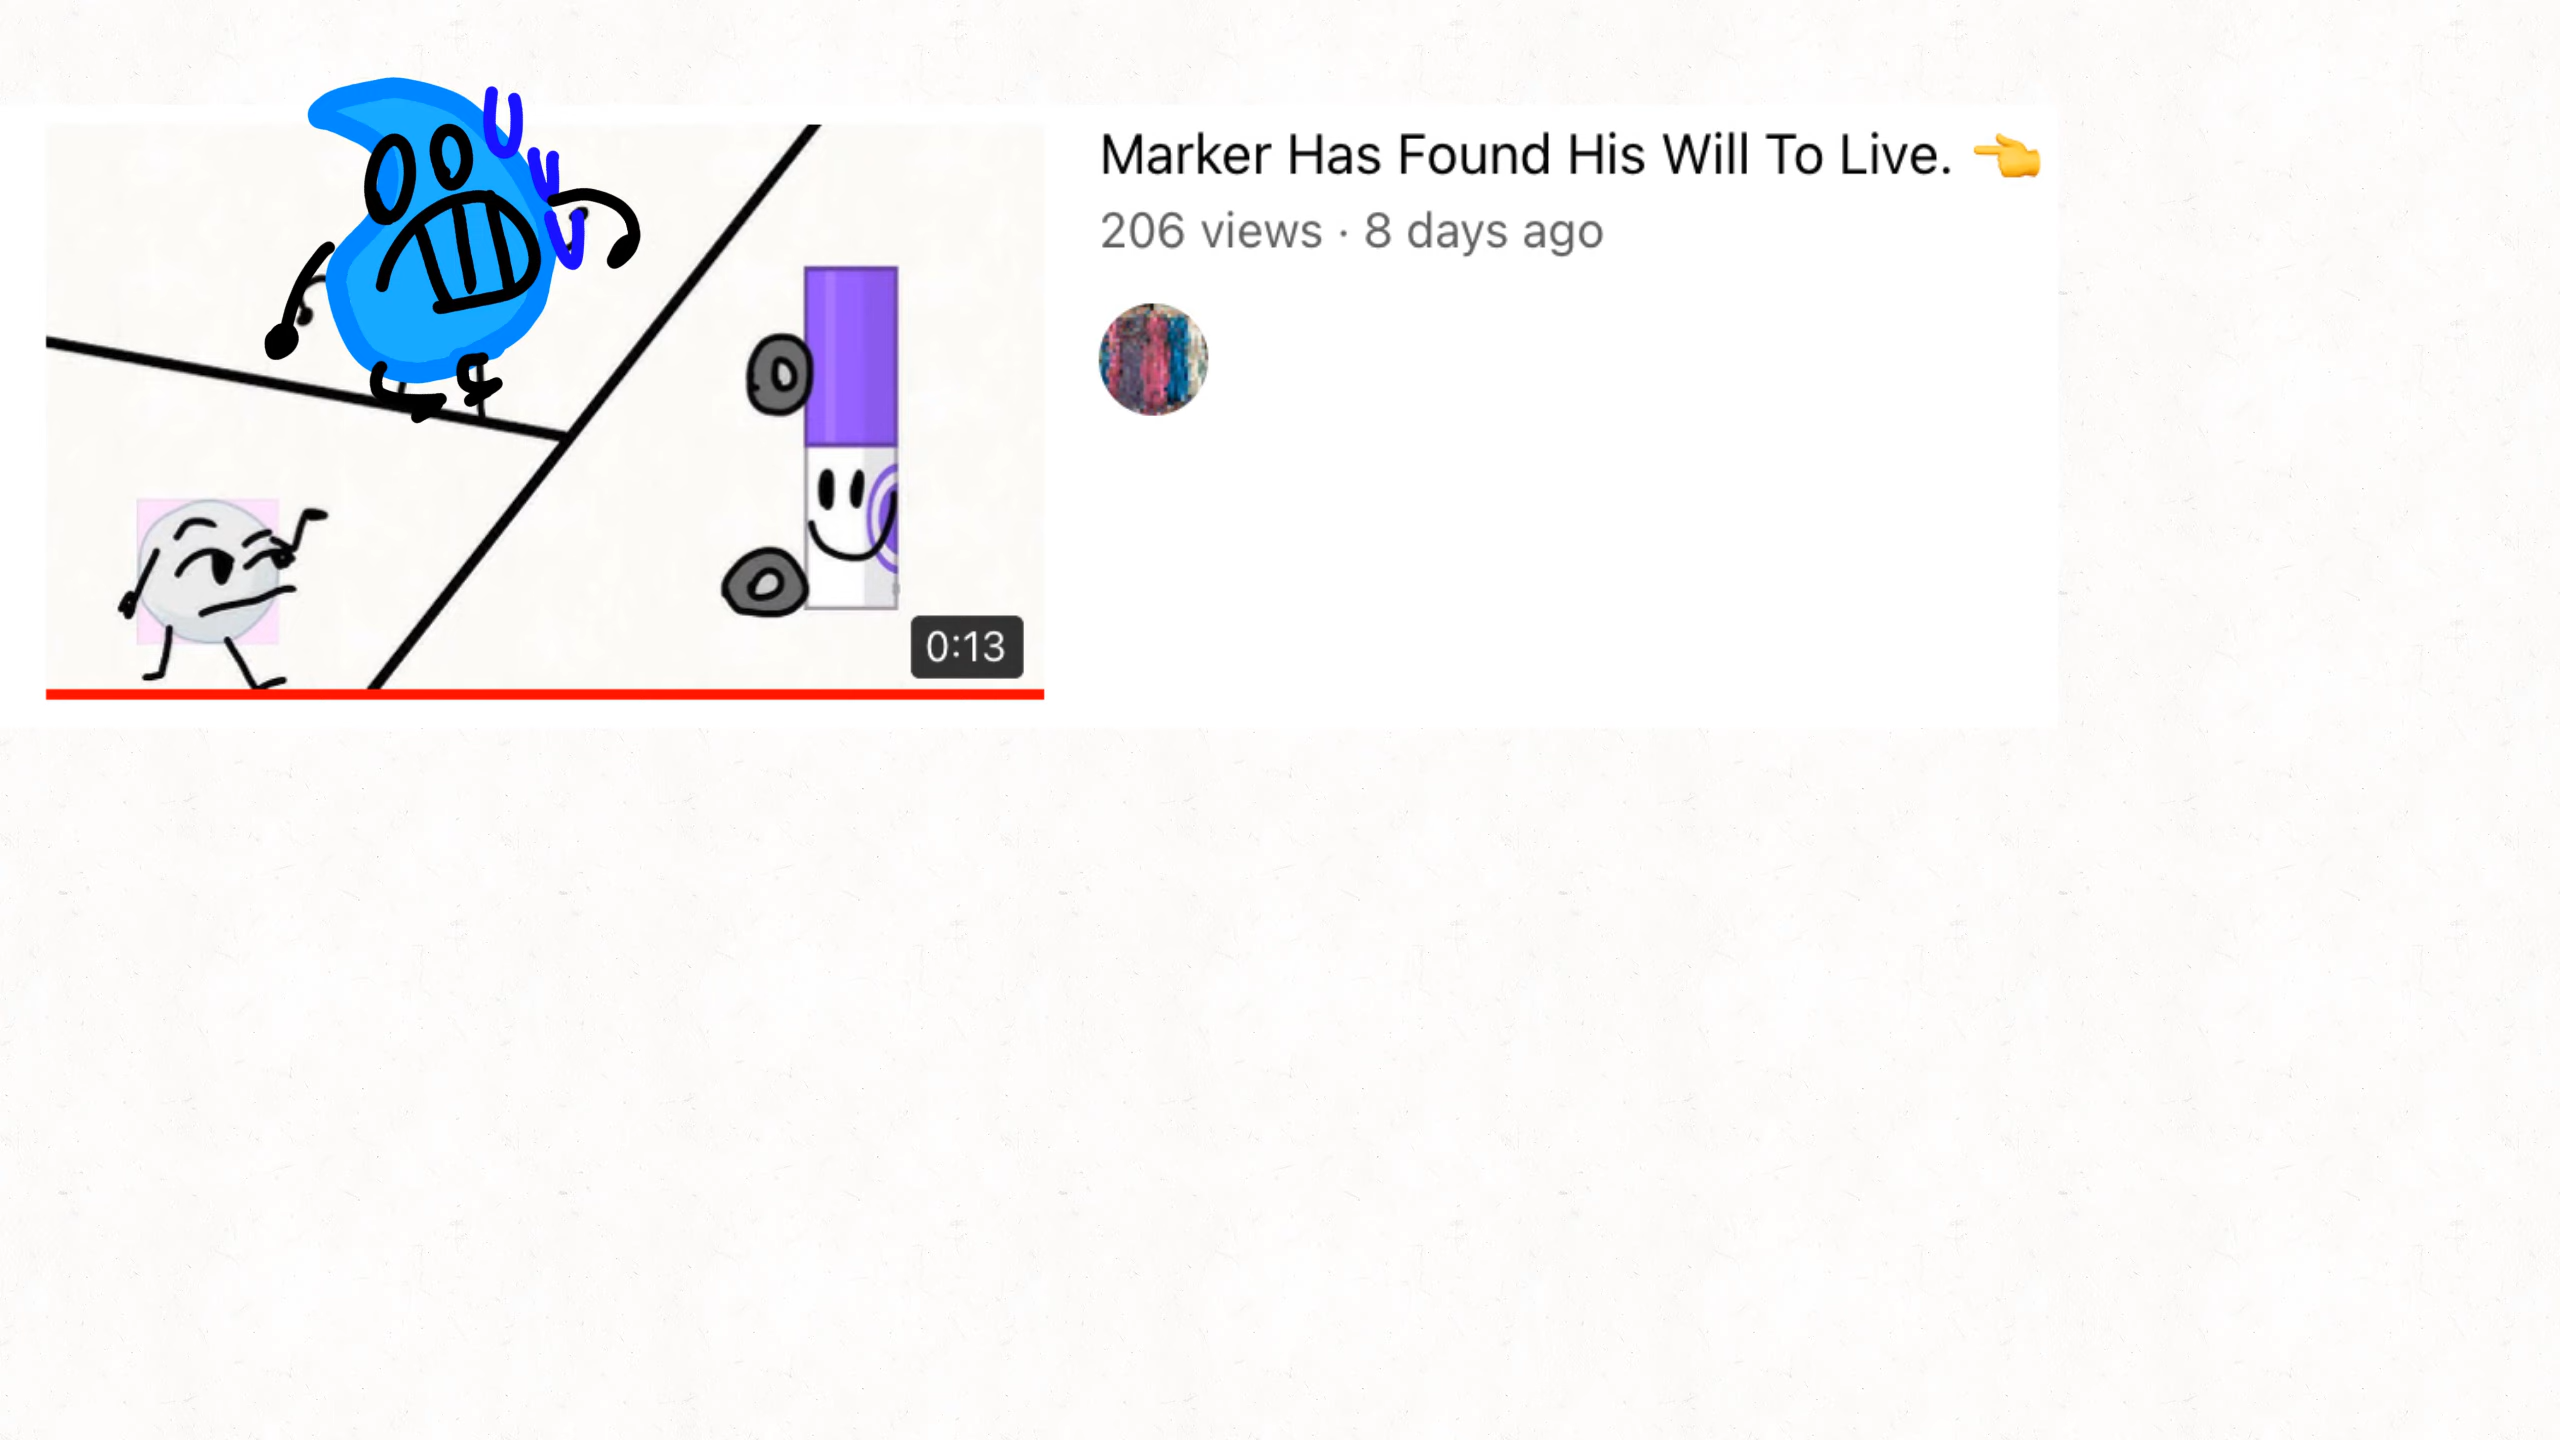 U
W
U
Marker Has Found His Will To Live. 👈
206 views · 8 days ago
0:13